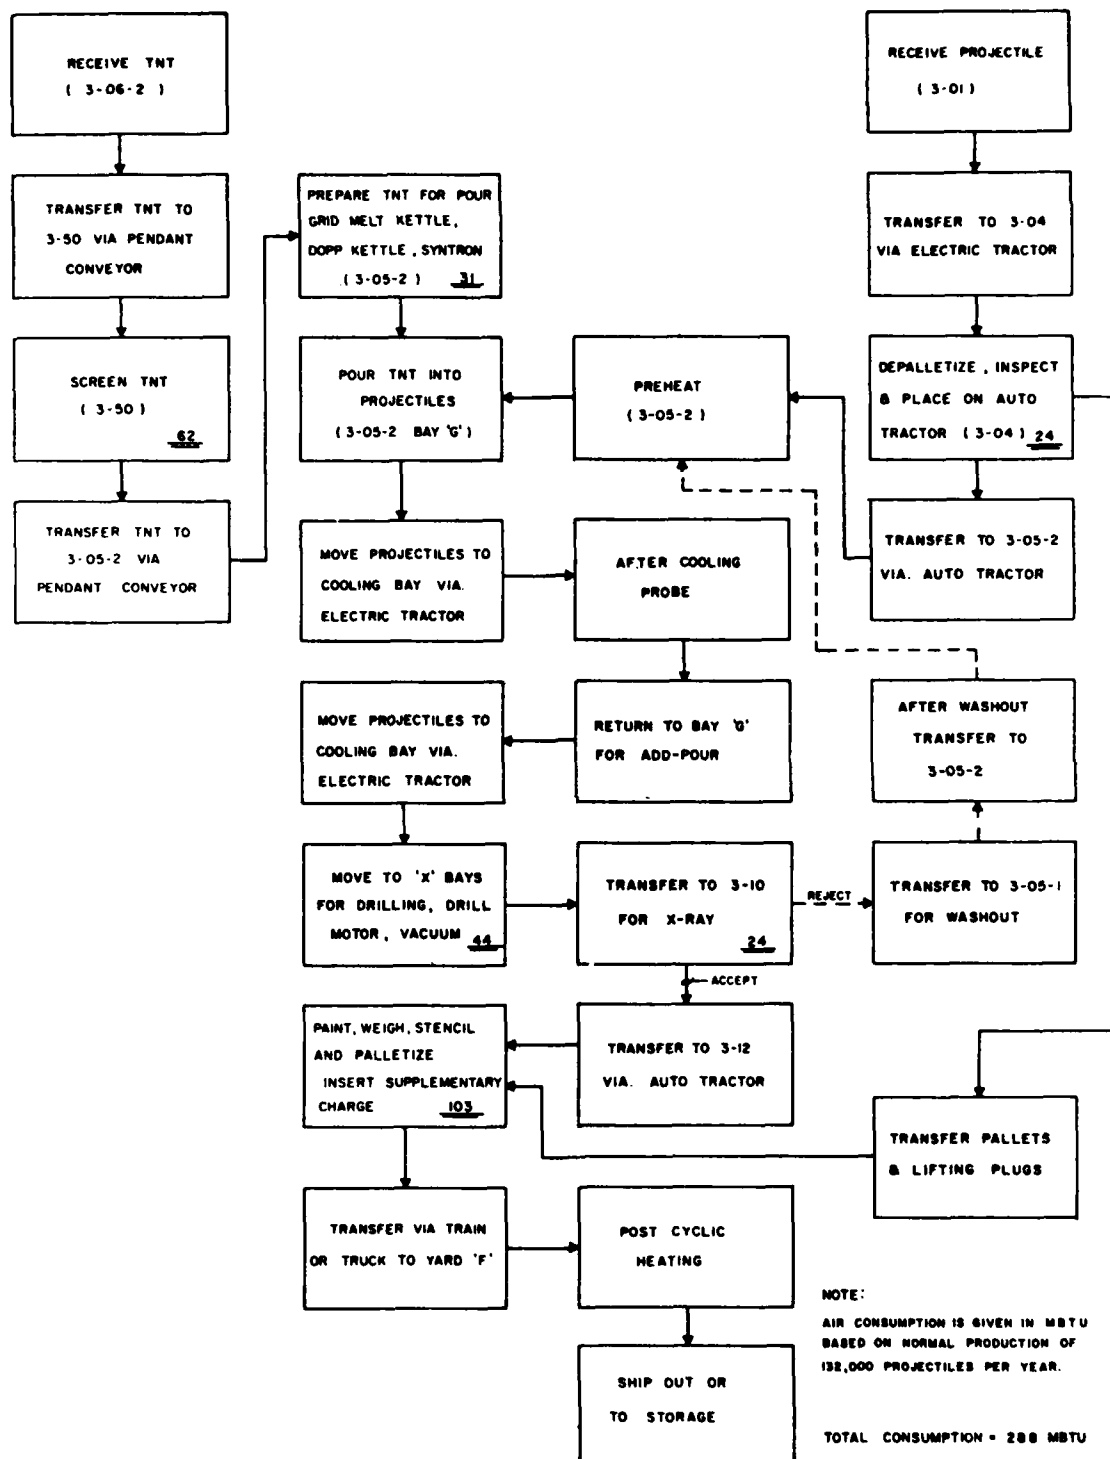 RECEIVE TNT
( 3-06-2 )
TRANSFER TNT TO
3-50 VIA PENDANT
CONVEYOR
SCREEN TNT
( 3-50 )
62
TRANSFER TNT TO
3-05-2 VIA
PENDANT CONVEYOR
PREPARE TNT FOR POUR
GRID MELT KETTLE,
DOPP KETTLE, SYNTRON
( 3-05-2 ) 31
POUR TNT INTO
PROJECTILES
( 3-05-2 BAY 'G' )
PREHEAT
( 3-05-2 )
RECEIVE PROJECTILE
( 3-01 )
TRANSFER TO 3-04
VIA ELECTRIC TRACTOR
DEPALLETIZE, INSPECT
& PLACE ON AUTO
TRACTOR ( 3-04 ) 24
TRANSFER TO 3-05-2
VIA. AUTO TRACTOR
MOVE PROJECTILES TO
COOLING BAY VIA.
ELECTRIC TRACTOR
AFTER COOLING
PROBE
MOVE PROJECTILES TO
COOLING BAY VIA.
ELECTRIC TRACTOR
RETURN TO BAY 'G'
FOR ADD-POUR
AFTER WASHOUT
TRANSFER TO
3-05-2
MOVE TO 'X' BAYS
FOR DRILLING, DRILL
MOTOR, VACUUM 44
TRANSFER TO 3-10
FOR X-RAY
24
REJECT
TRANSFER TO 3-05-1
FOR WASHOUT
ACCEPT
PAINT, WEIGH, STENCIL
AND PALLETIZE
INSERT SUPPLEMENTARY
CHARGE 103
TRANSFER TO 3-12
VIA. AUTO TRACTOR
TRANSFER PALLETS
& LIFTING PLUGS
TRANSFER VIA TRAIN
OR TRUCK TO YARD 'F'
POST CYCLIC
HEATING
SHIP OUT OR
TO STORAGE
NOTE:
AIR CONSUMPTION IS GIVEN IN MBTU
BASED ON NORMAL PRODUCTION OF
132,000 PROJECTILES PER YEAR.
TOTAL CONSUMPTION = 288 MBTU